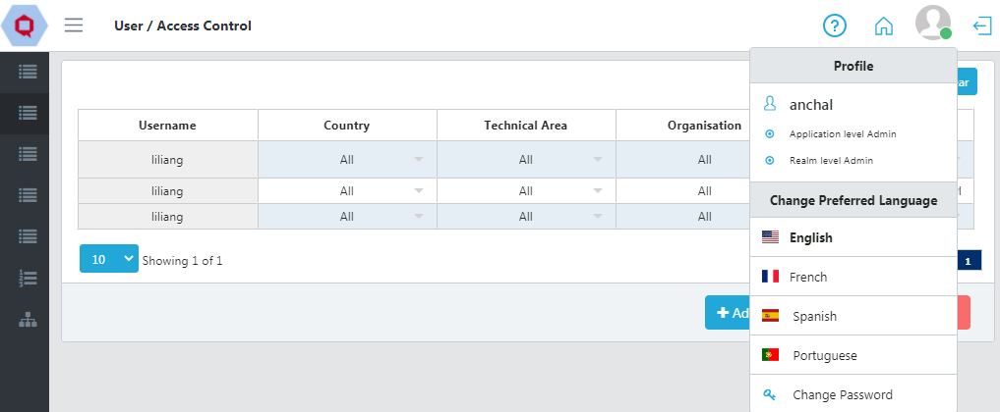 User / Access Control
?
Profile
anchal
Application level Admin
Realm level Admin
Change Preferred Language
English
French
Spanish
Portuguese
Change Password
Username Country Technical Area Organisation
liliang All All All
liliang All All All
liliang All All All
10 Showing 1 of 1
1